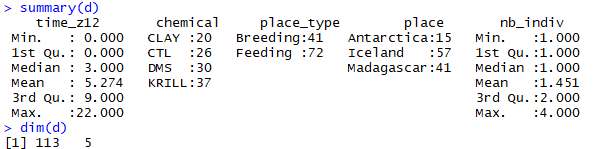 > summary(d)
    time_z12       chemical     place_type         place       nb_indiv
 Min.   : 0.000   CLAY :20   Breeding:41   Antarctica:15   Min.   :1.000
 1st Qu.: 0.000   CTL  :26   Feeding :72   Iceland   :57   1st Qu.:1.000
 Median : 3.000   DMS  :30                 Madagascar:41   Median :1.000
 Mean   : 5.274   KRILL:37                                 Mean   :1.451
 3rd Qu.: 9.000                                            3rd Qu.:2.000
 Max.   :22.000                                            Max.   :4.000
> dim(d)
[1] 113   5